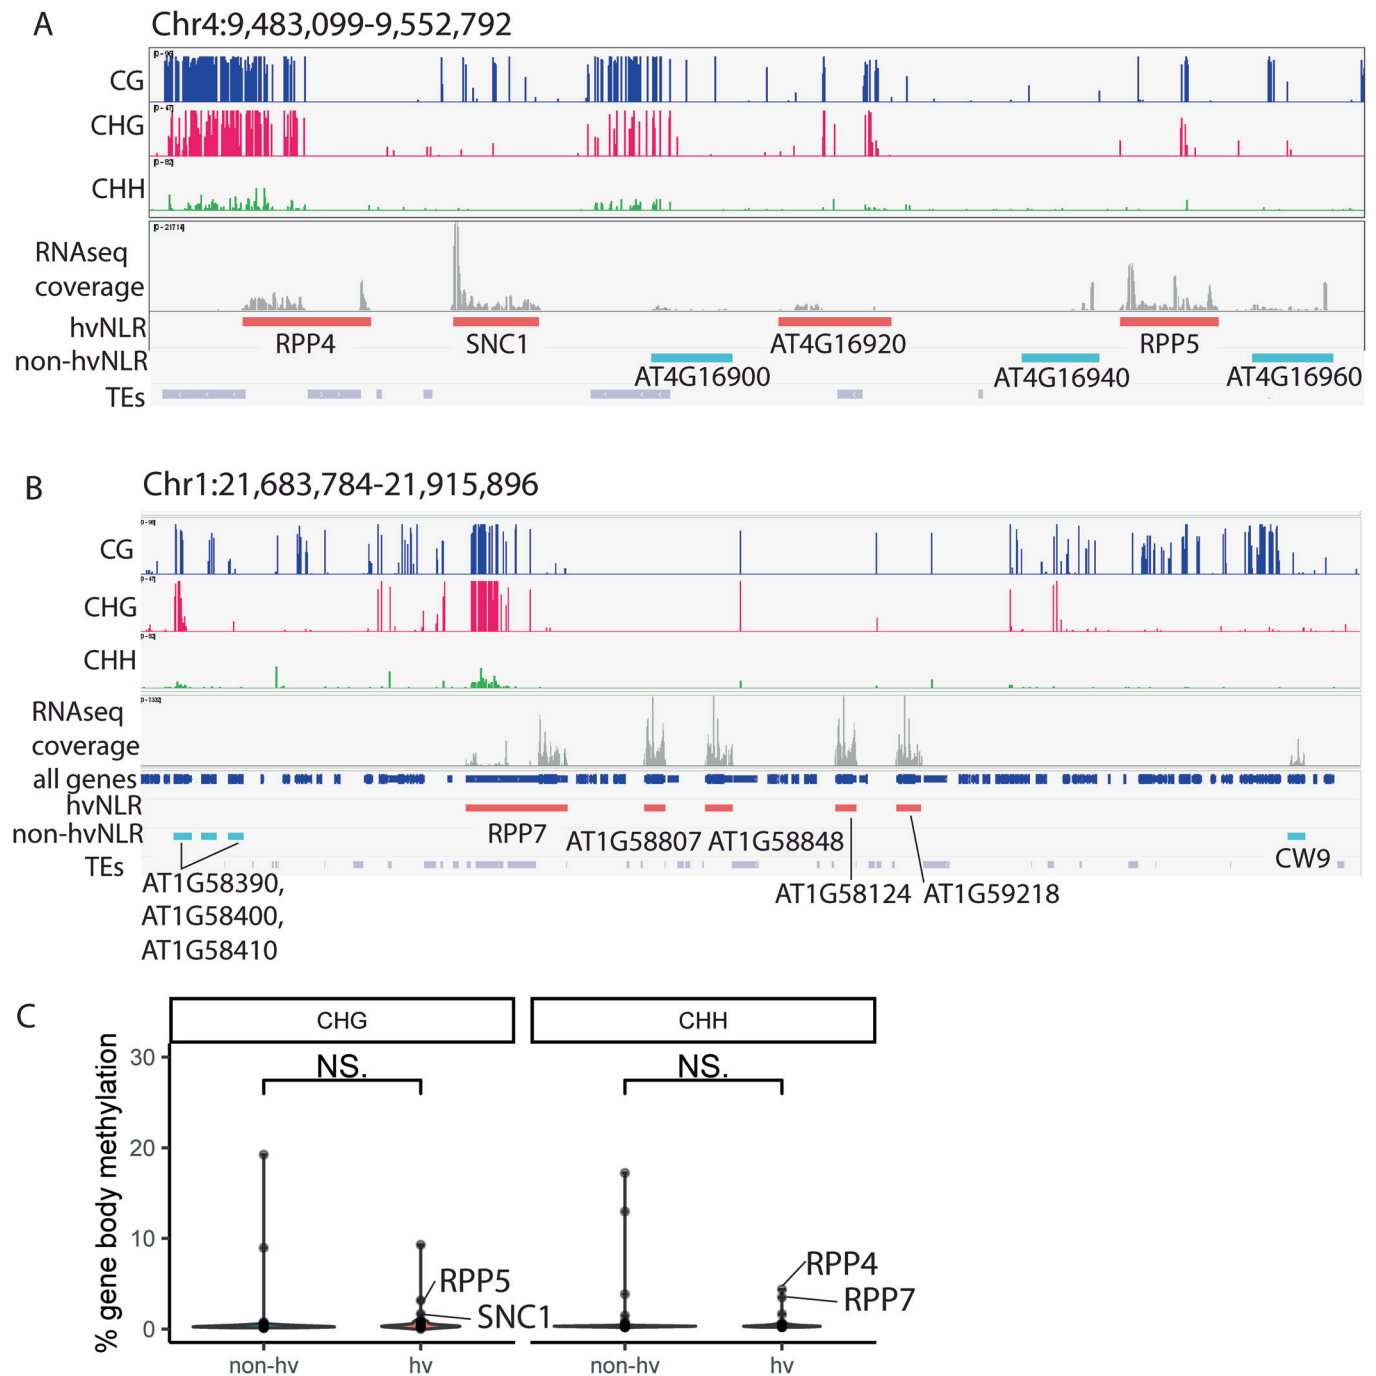 A
Chr4:9,483,099-9,552,792
CG
CHG
CHH
RNAseq
coverage
hvNLR
RPP4
SNC1
AT4G16920
RPP5
non-hvNLR
AT4G16900
AT4G16940
AT4G16960
TEs
B
Chr1:21,683,784-21,915,896
CG
CHG
CHH
RNAseq
coverage
all genes
hvNLR
non-hvNLR
RPP7
AT1G58807
AT1G58848
CW9
TEs
AT1G58390,
AT1G58400,
AT1G58410
AT1G58124
AT1G59218
C
CHG
CHH
% gene body methylation
30
20
10
0
NS.
NS.
RPP5
SNC1
RPP4
RPP7
non-hv
hv
non-hv
hv